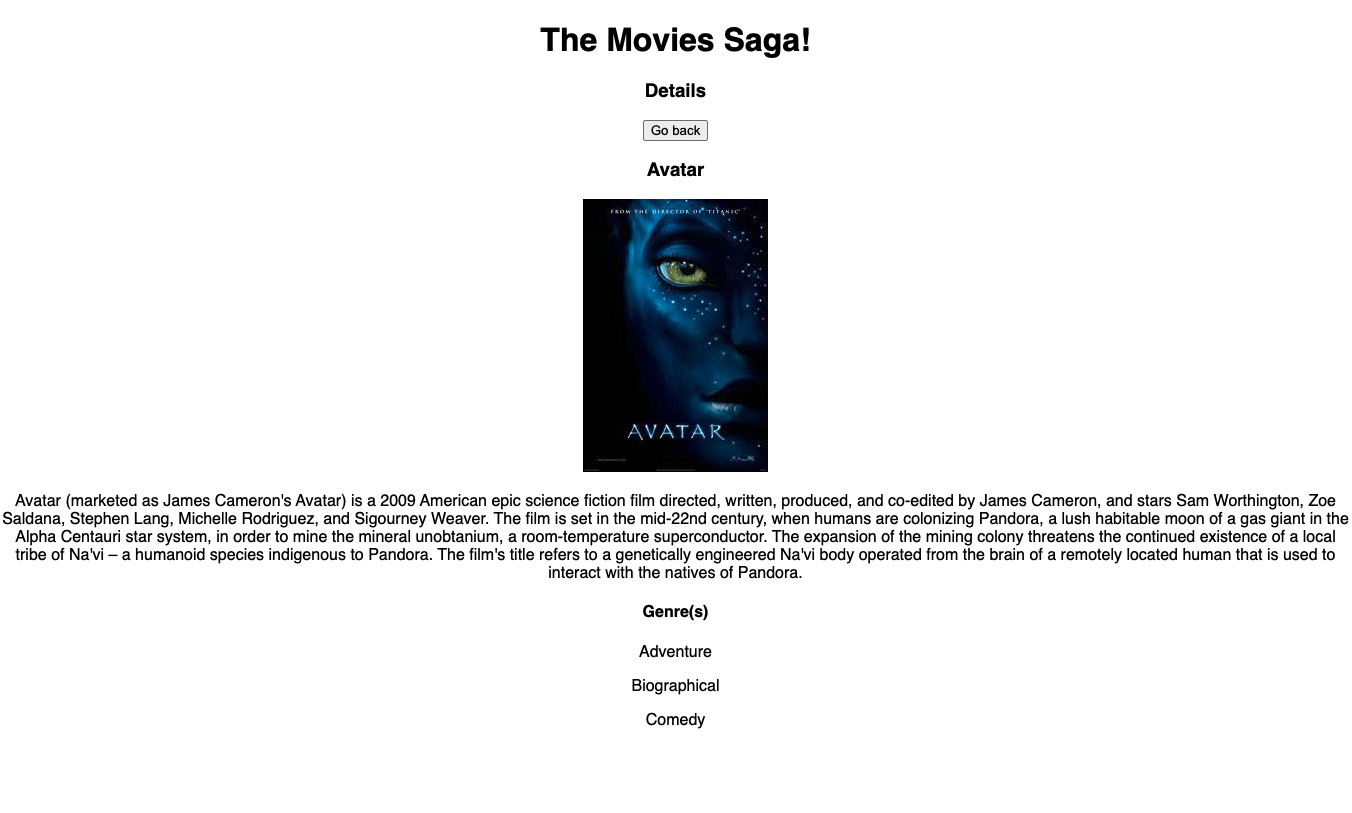 The Movies Saga!
Details
Go back
Avatar
FROM THE DIRECTOR OF 'TITANIC'
AVATAR
Avatar (marketed as James Cameron's Avatar) is a 2009 American epic science fiction film directed, written, produced, and co-edited by James Cameron, and stars Sam Worthington, Zoe
Saldana, Stephen Lang, Michelle Rodriguez, and Sigourney Weaver. The film is set in the mid-22nd century, when humans are colonizing Pandora, a lush habitable moon of a gas giant in the
Alpha Centauri star system, in order to mine the mineral unobtanium, a room-temperature superconductor. The expansion of the mining colony threatens the continued existence of a local
tribe of Na'vi – a humanoid species indigenous to Pandora. The film's title refers to a genetically engineered Na'vi body operated from the brain of a remotely located human that is used to
interact with the natives of Pandora.
Genre(s)
Adventure
Biographical
Comedy